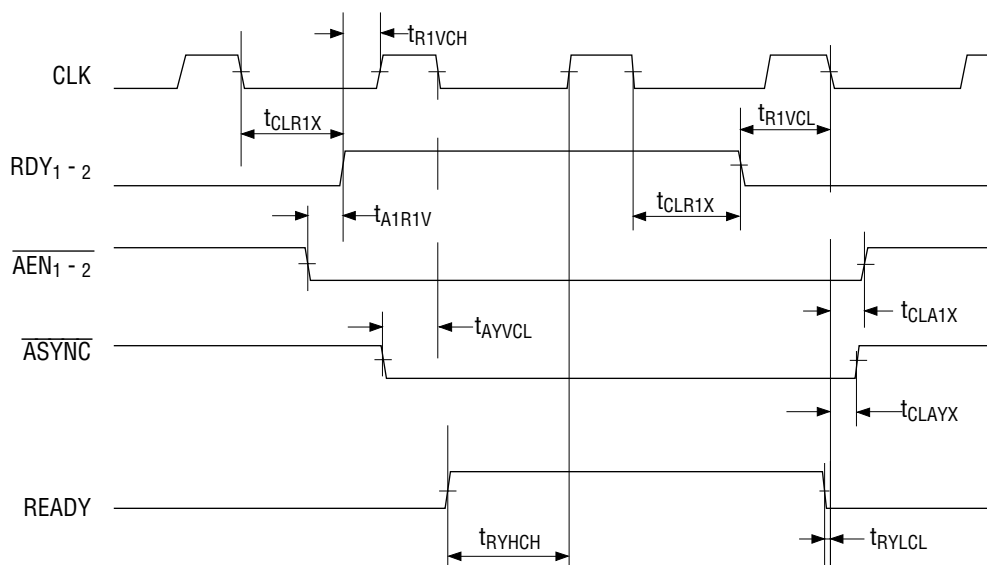 tR1VCH
CLK
tCLR1X
tR1VCL
RDY1 - 2
tA1R1V
tCLR1X
AEN1 - 2
tCLA1X
tAYVCL
ASYNC
tCLAYX
READY
tRYHCH
tRYLCL